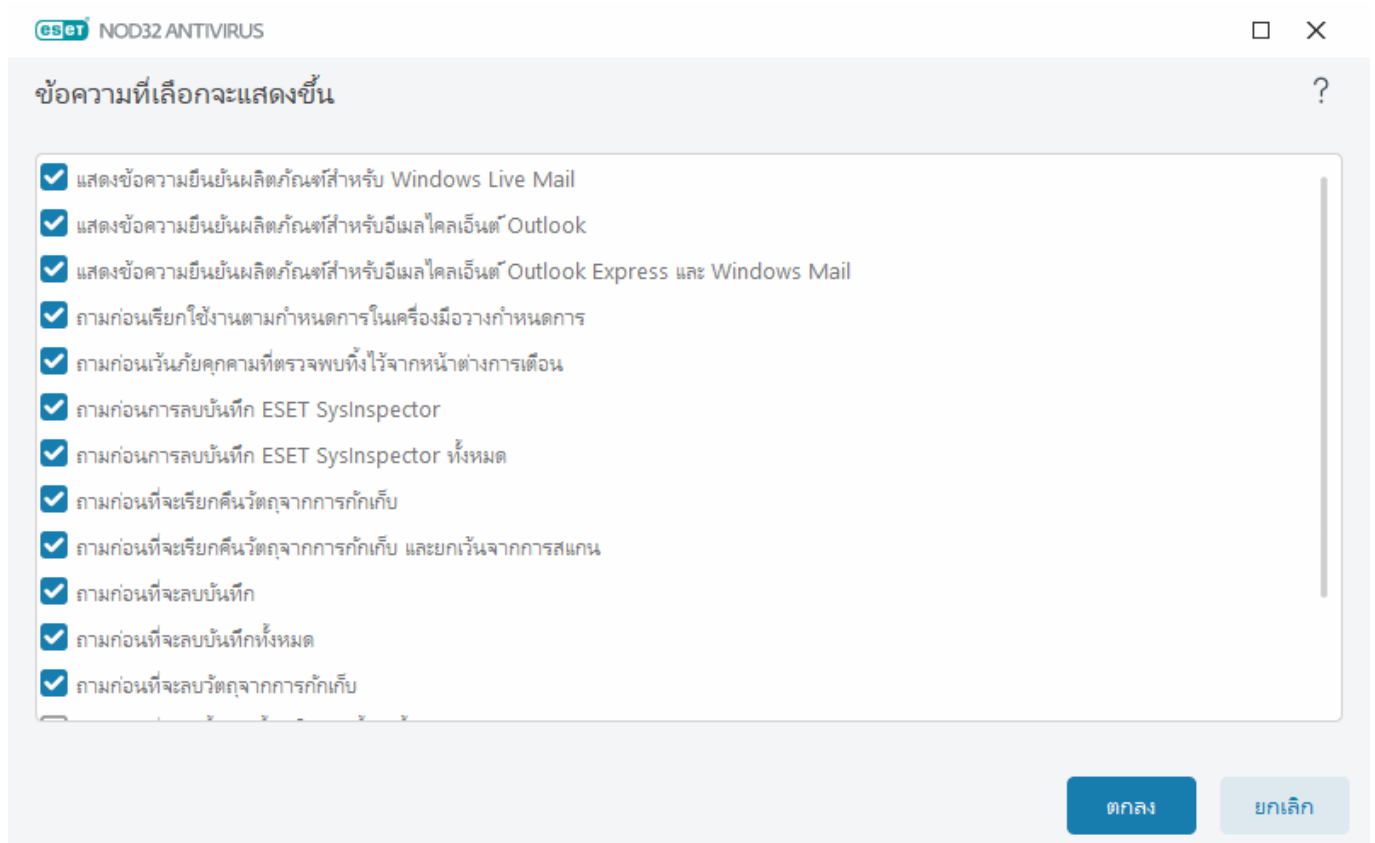 eset NOD32 ANTIVIRUS
ข้อความที่เลือกจะแสดงขึ้น
?
แสดงข้อความยืนยันผลิตภัณฑ์สำหรับ Windows Live Mail
แสดงข้อความยืนยันผลิตภัณฑ์สำหรับอีเมลไคลเอ็นต์ Outlook
แสดงข้อความยืนยันผลิตภัณฑ์สำหรับอีเมลไคลเอ็นต์ Outlook Express และ Windows Mail
ถามก่อนเรียกใช้งานตามกำหนดการในเครื่องมือวางกำหนดการ
ถามก่อนเว้นภัยคุกคามที่ตรวจพบทิ้งไว้จากหน้าต่างการเตือน
ถามก่อนการลบบันทึก ESET SysInspector
ถามก่อนการลบบันทึก ESET SysInspector ทั้งหมด
ถามก่อนที่จะเรียกคืนวัตถุจากการกักเก็บ
ถามก่อนที่จะเรียกคืนวัตถุจากการกักเก็บ และยกเว้นจากการสแกน
ถามก่อนที่จะลบบันทึก
ถามก่อนที่จะลบบันทึกทั้งหมด
ถามก่อนที่จะลบวัตถุจากการกักเก็บ
ตกลง
ยกเลิก